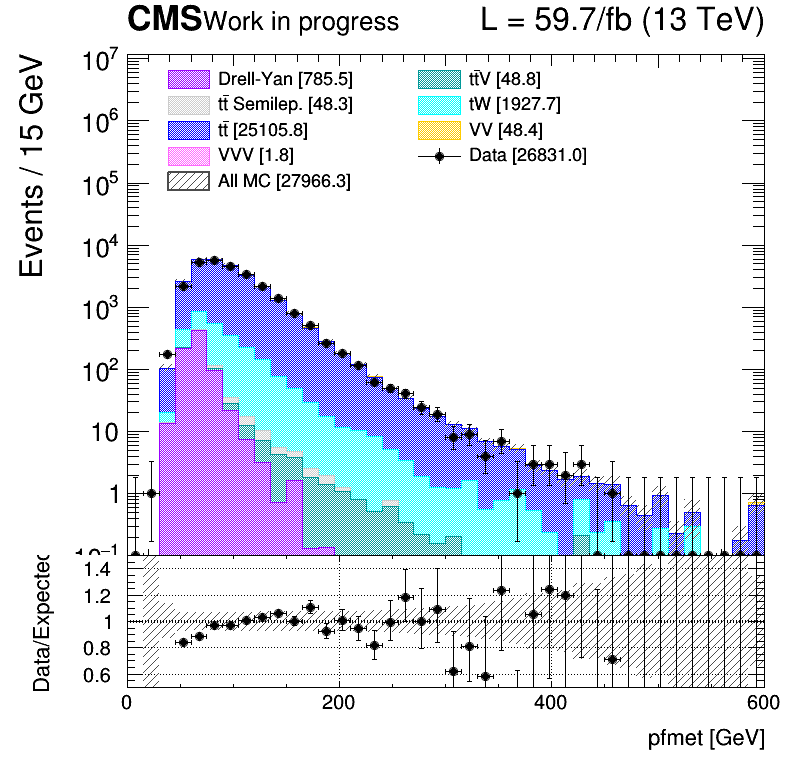 CMS Work in progress L = 59.7/fb (13 TeV)
Events / 15 GeV
10⁷
10⁶
10⁵
10⁴
10³
10²
10
1
10⁻¹
Drell-Yan [785.5]
tt̄ Semilep. [48.3]
tt̄ [25105.8]
VVV [1.8]
All MC [27966.3]
tt̄V [48.8]
tW [1927.7]
VV [48.4]
Data [26831.0]
Data/Expected
1.4
1.2
1
0.8
0.6
0 200 400 600
pfmet [GeV]